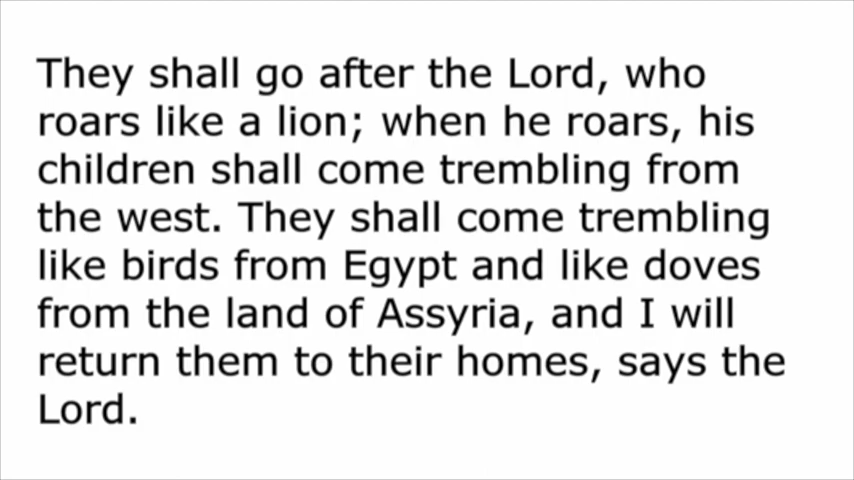 They shall go after the Lord, who
roars like a lion; when he roars, his
children shall come trembling from
the west. They shall come trembling
like birds from Egypt and like doves
from the land of Assyria, and I will
return them to their homes, says the
Lord.